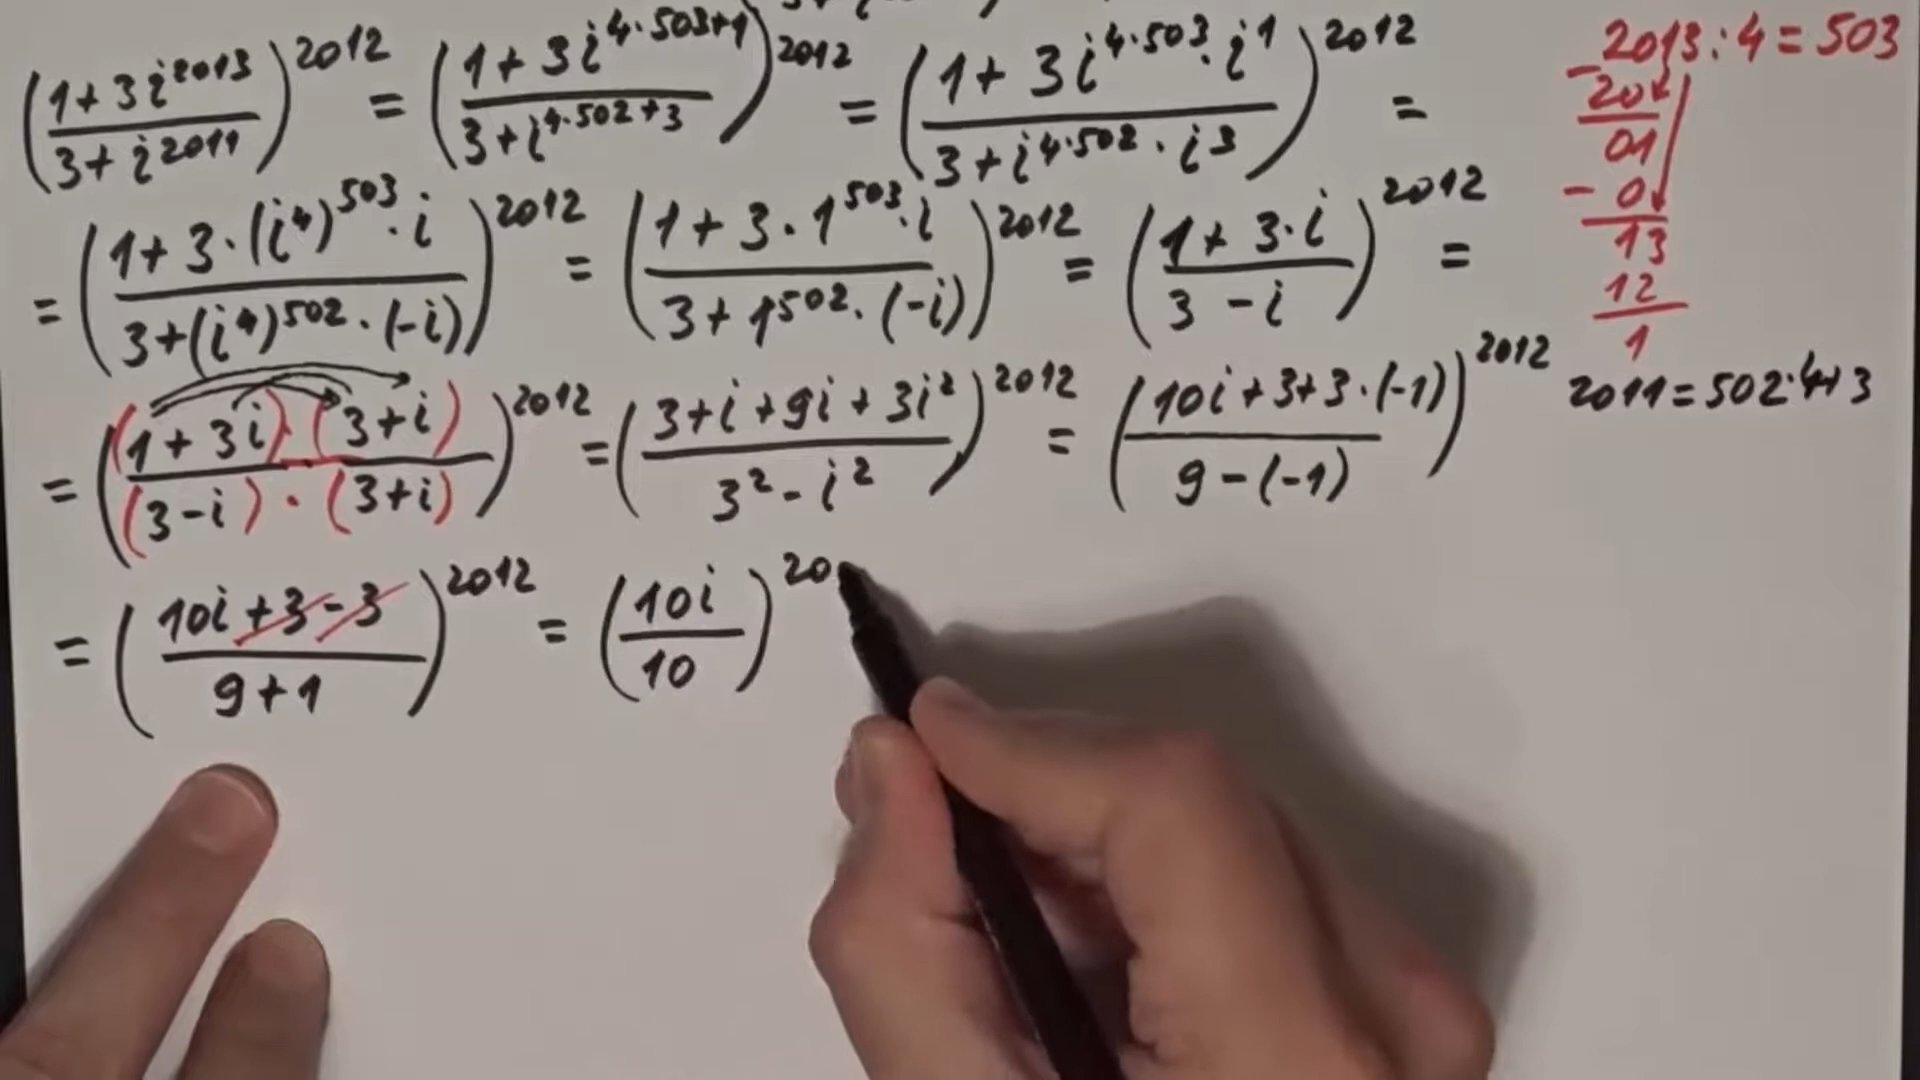 (1+3i^2013 / 3+i^2011)^2012 = (1+3i^4·503+1 / 3+i^4·502+3)^2012 = (1+3i^4·503·i^1 / 3+i^4·502·i^3)^2012 =
= (1+3·(i^4)^503·i / 3+(i^4)^502·(-i))^2012 = (1+3·1^503·i / 3+1^502·(-i))^2012 = (1+3·i / 3-i)^2012 =
= ((1+3i)·(3+i) / (3-i)·(3+i))^2012 = (3+i+9i+3i^2 / 3^2-i^2)^2012 = (10i+3+3·(-1) / 9-(-1))^2012
= (10i+3-3 / 9+1)^2012 = (10i / 10)^20
2013:4=503
-20
01
-0
13
12
1
2011=502·4+3